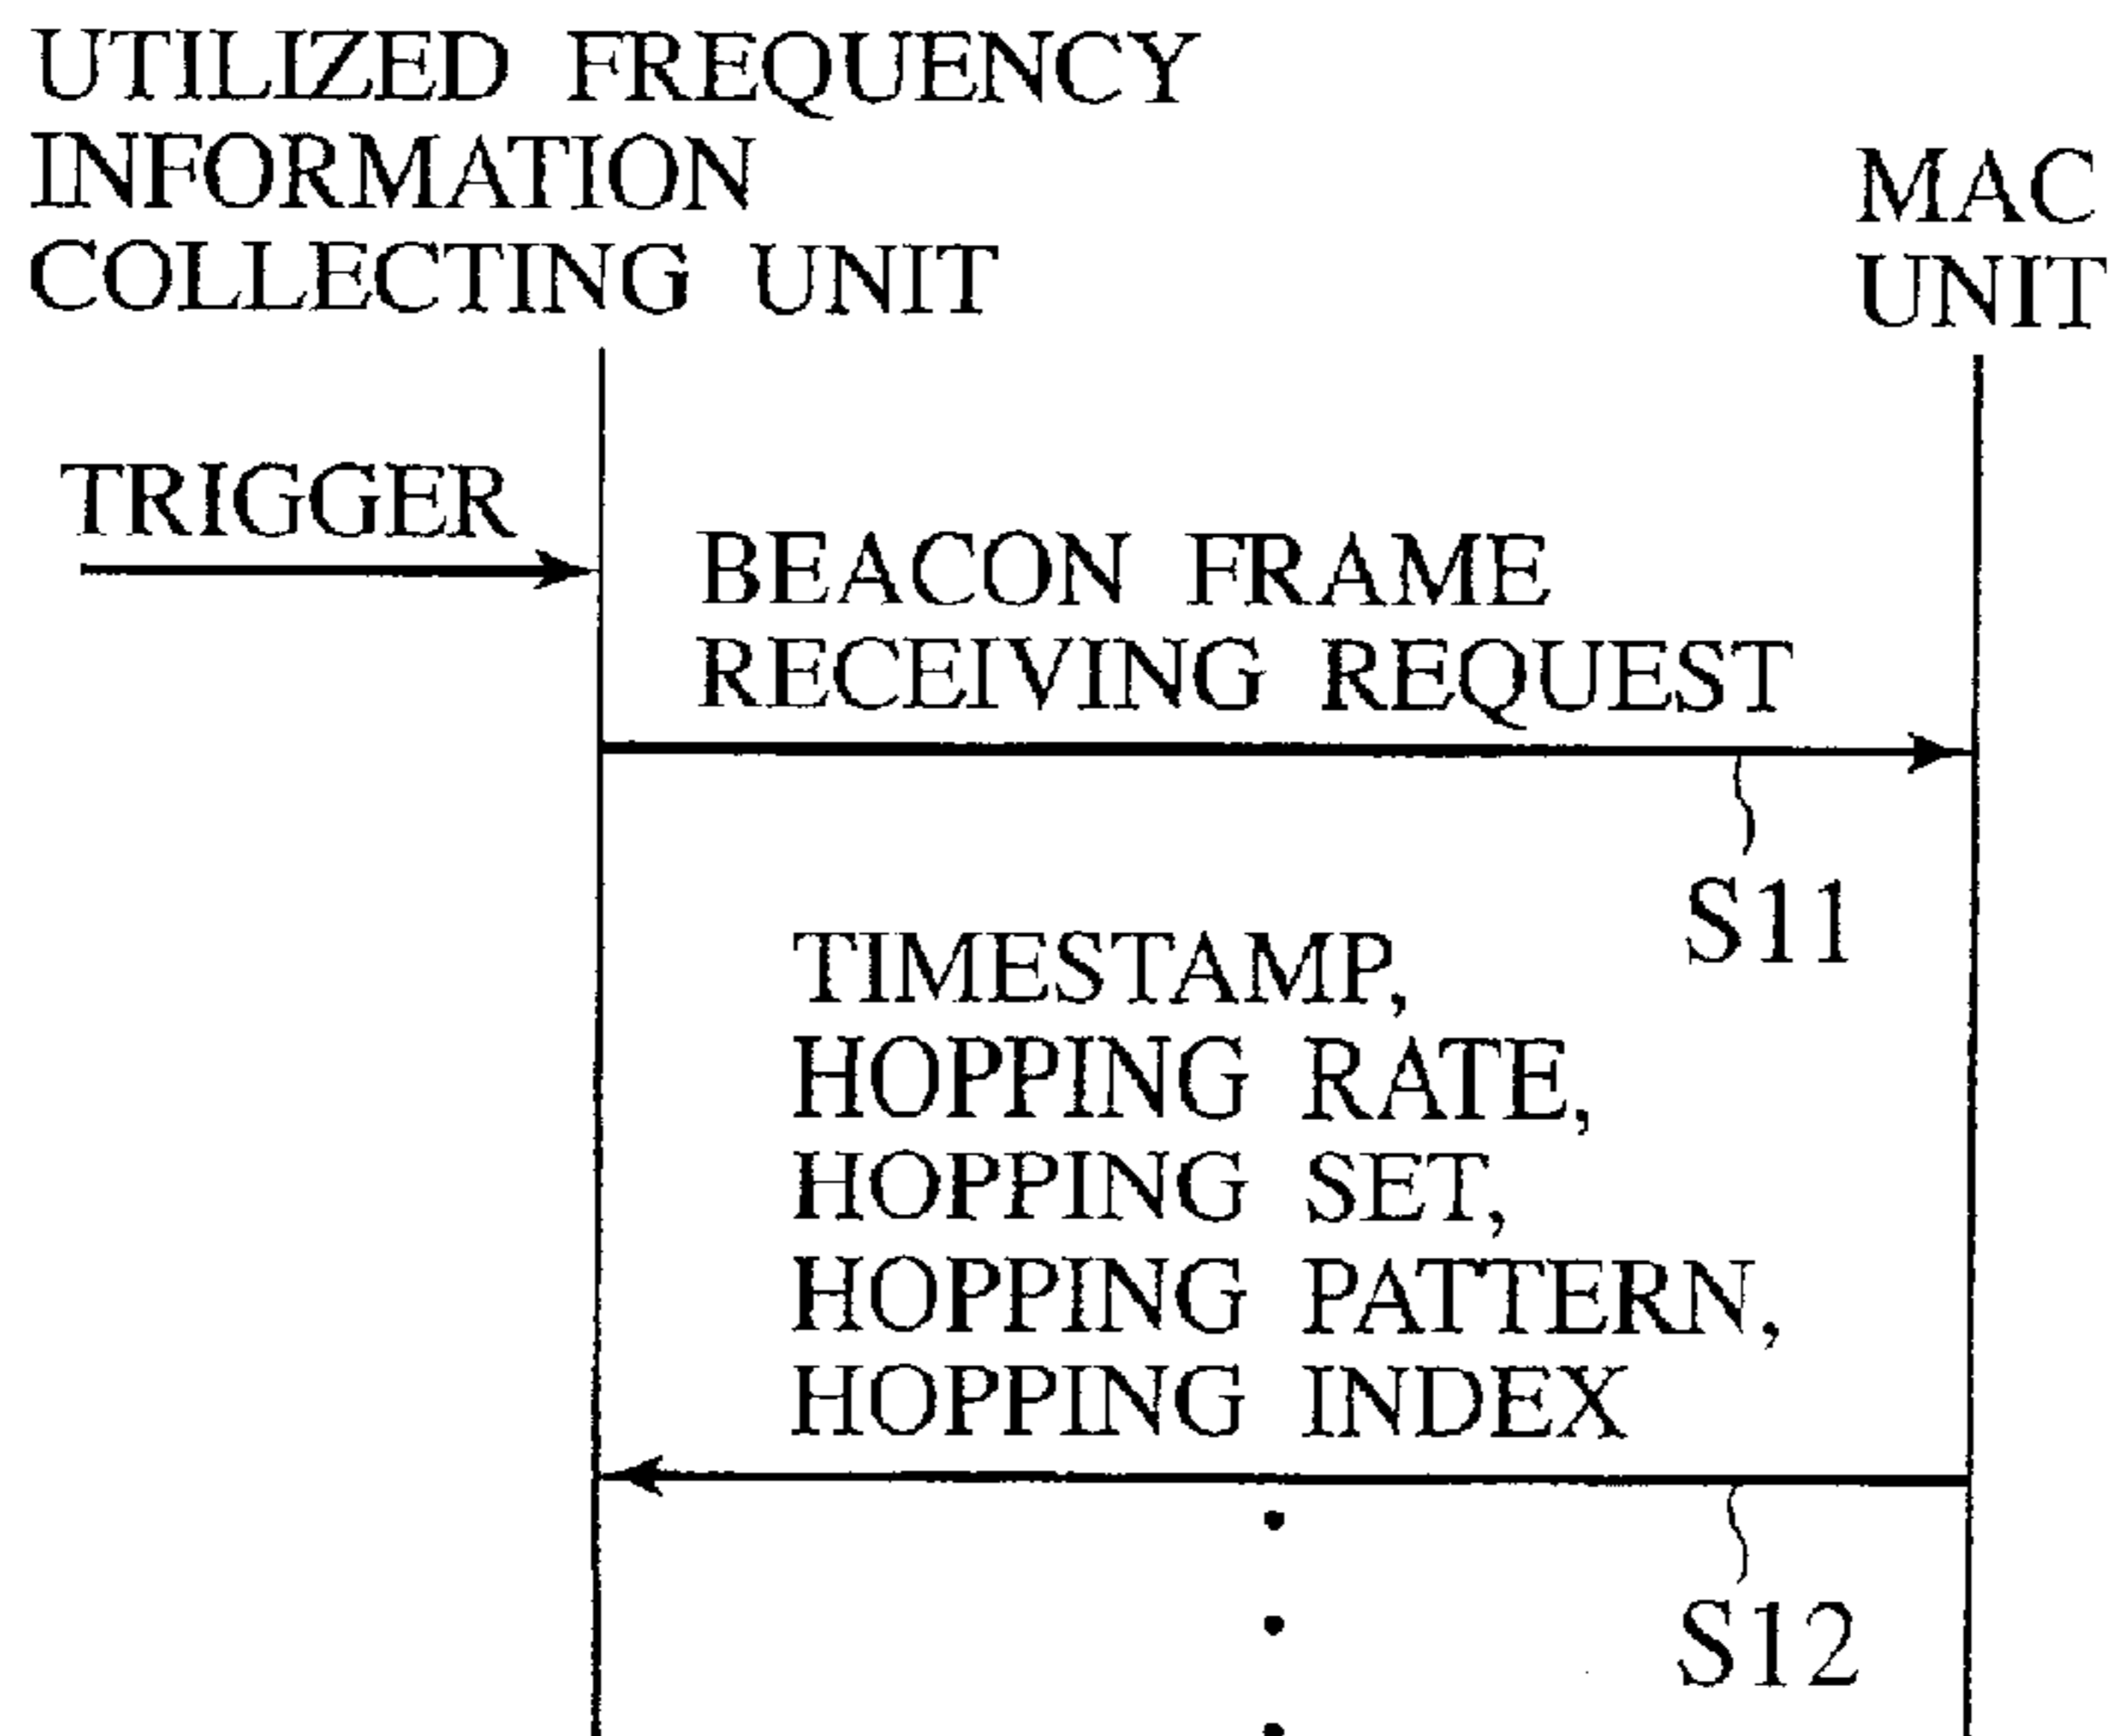 UTILIZED FREQUENCY
INFORMATION
COLLECTING UNIT
MAC
UNIT
TRIGGER
BEACON FRAME
RECEIVING REQUEST
S11
TIMESTAMP,
HOPPING RATE,
HOPPING SET,
HOPPING PATTERN,
HOPPING INDEX
S12